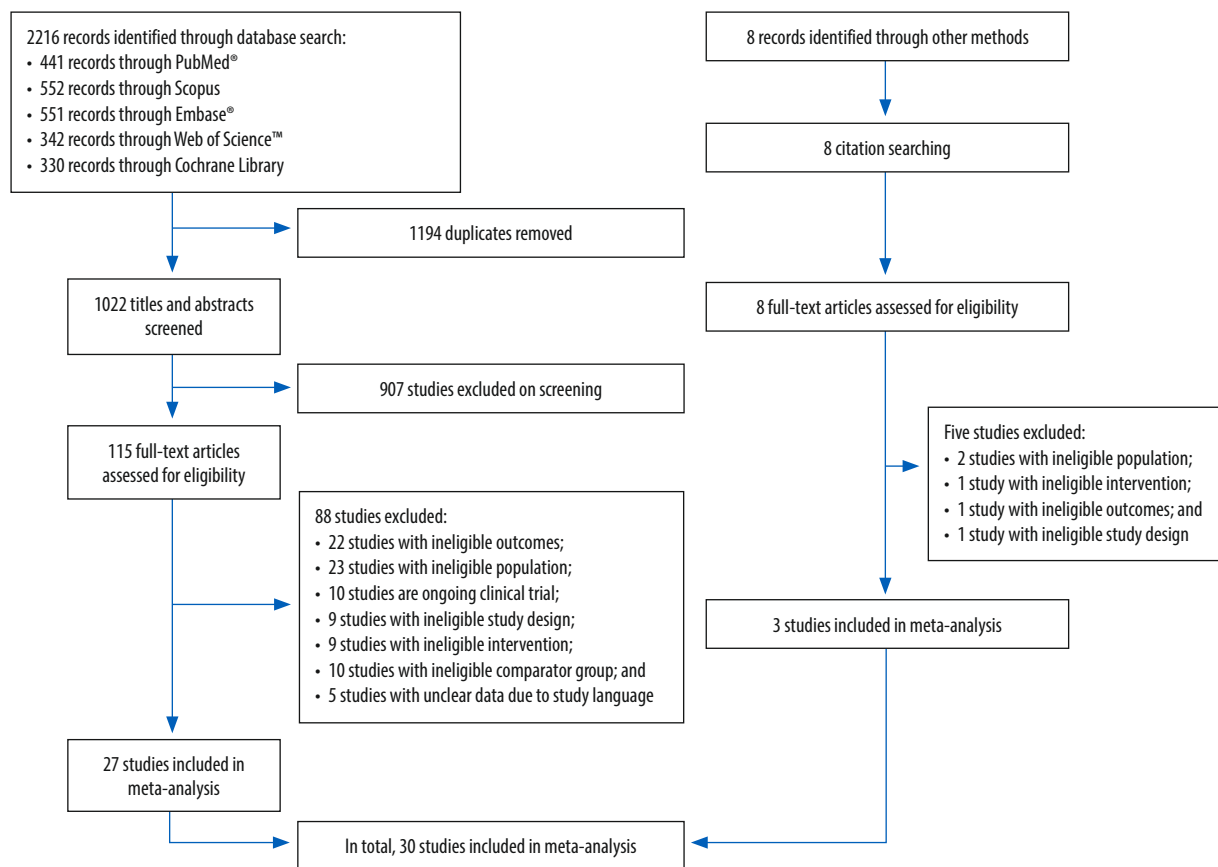 2216 records identified through database search:
• 441 records through PubMed®
• 552 records through Scopus
• 551 records through Embase®
• 342 records through Web of Science™
• 330 records through Cochrane Library
1194 duplicates removed
1022 titles and abstracts
screened
907 studies excluded on screening
115 full-text articles
assessed for eligibility
88 studies excluded:
• 22 studies with ineligible outcomes;
• 23 studies with ineligible population;
• 10 studies are ongoing clinical trial;
• 9 studies with ineligible study design;
• 9 studies with ineligible intervention;
• 10 studies with ineligible comparator group; and
• 5 studies with unclear data due to study language
27 studies included in
meta-analysis
8 records identified through other methods
8 citation searching
8 full-text articles assessed for eligibility
Five studies excluded:
• 2 studies with ineligible population;
• 1 study with ineligible intervention;
• 1 study with ineligible outcomes; and
• 1 study with ineligible study design
3 studies included in meta-analysis
In total, 30 studies included in meta-analysis